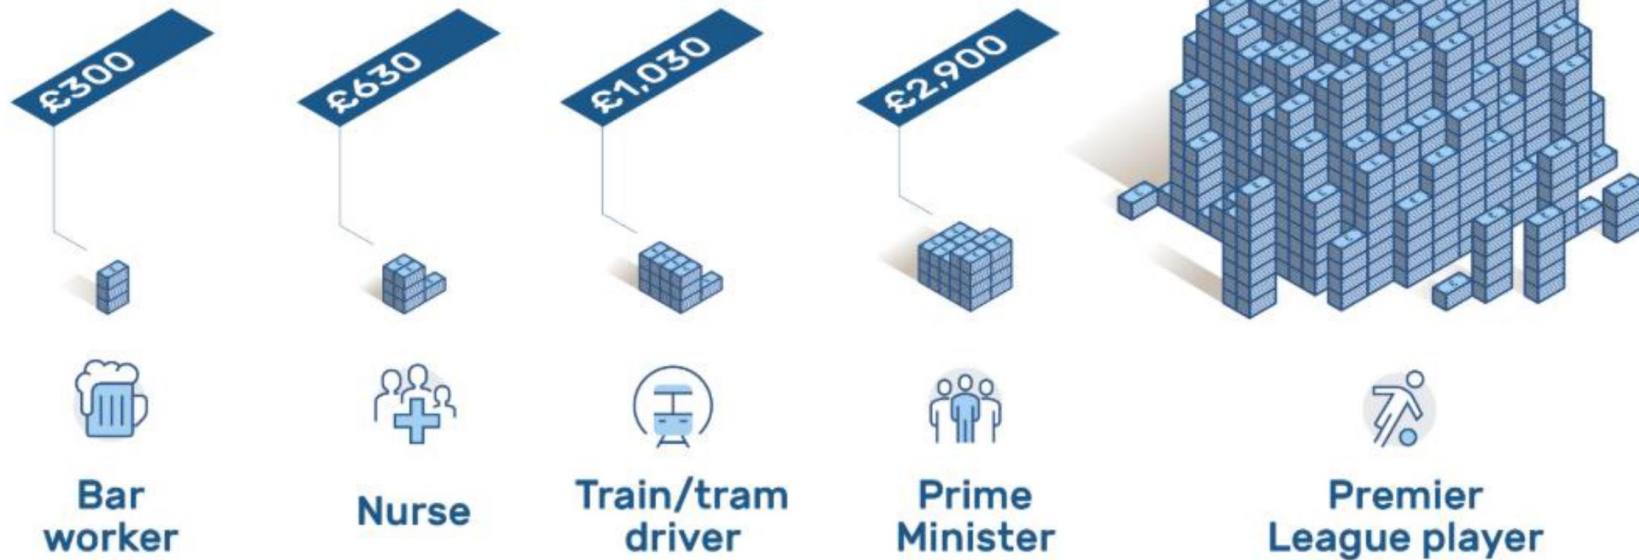 £300
£630
£1,030
£2,900
Bar
worker
Nurse
Train/tram
driver
Prime
Minister
Premier
League player